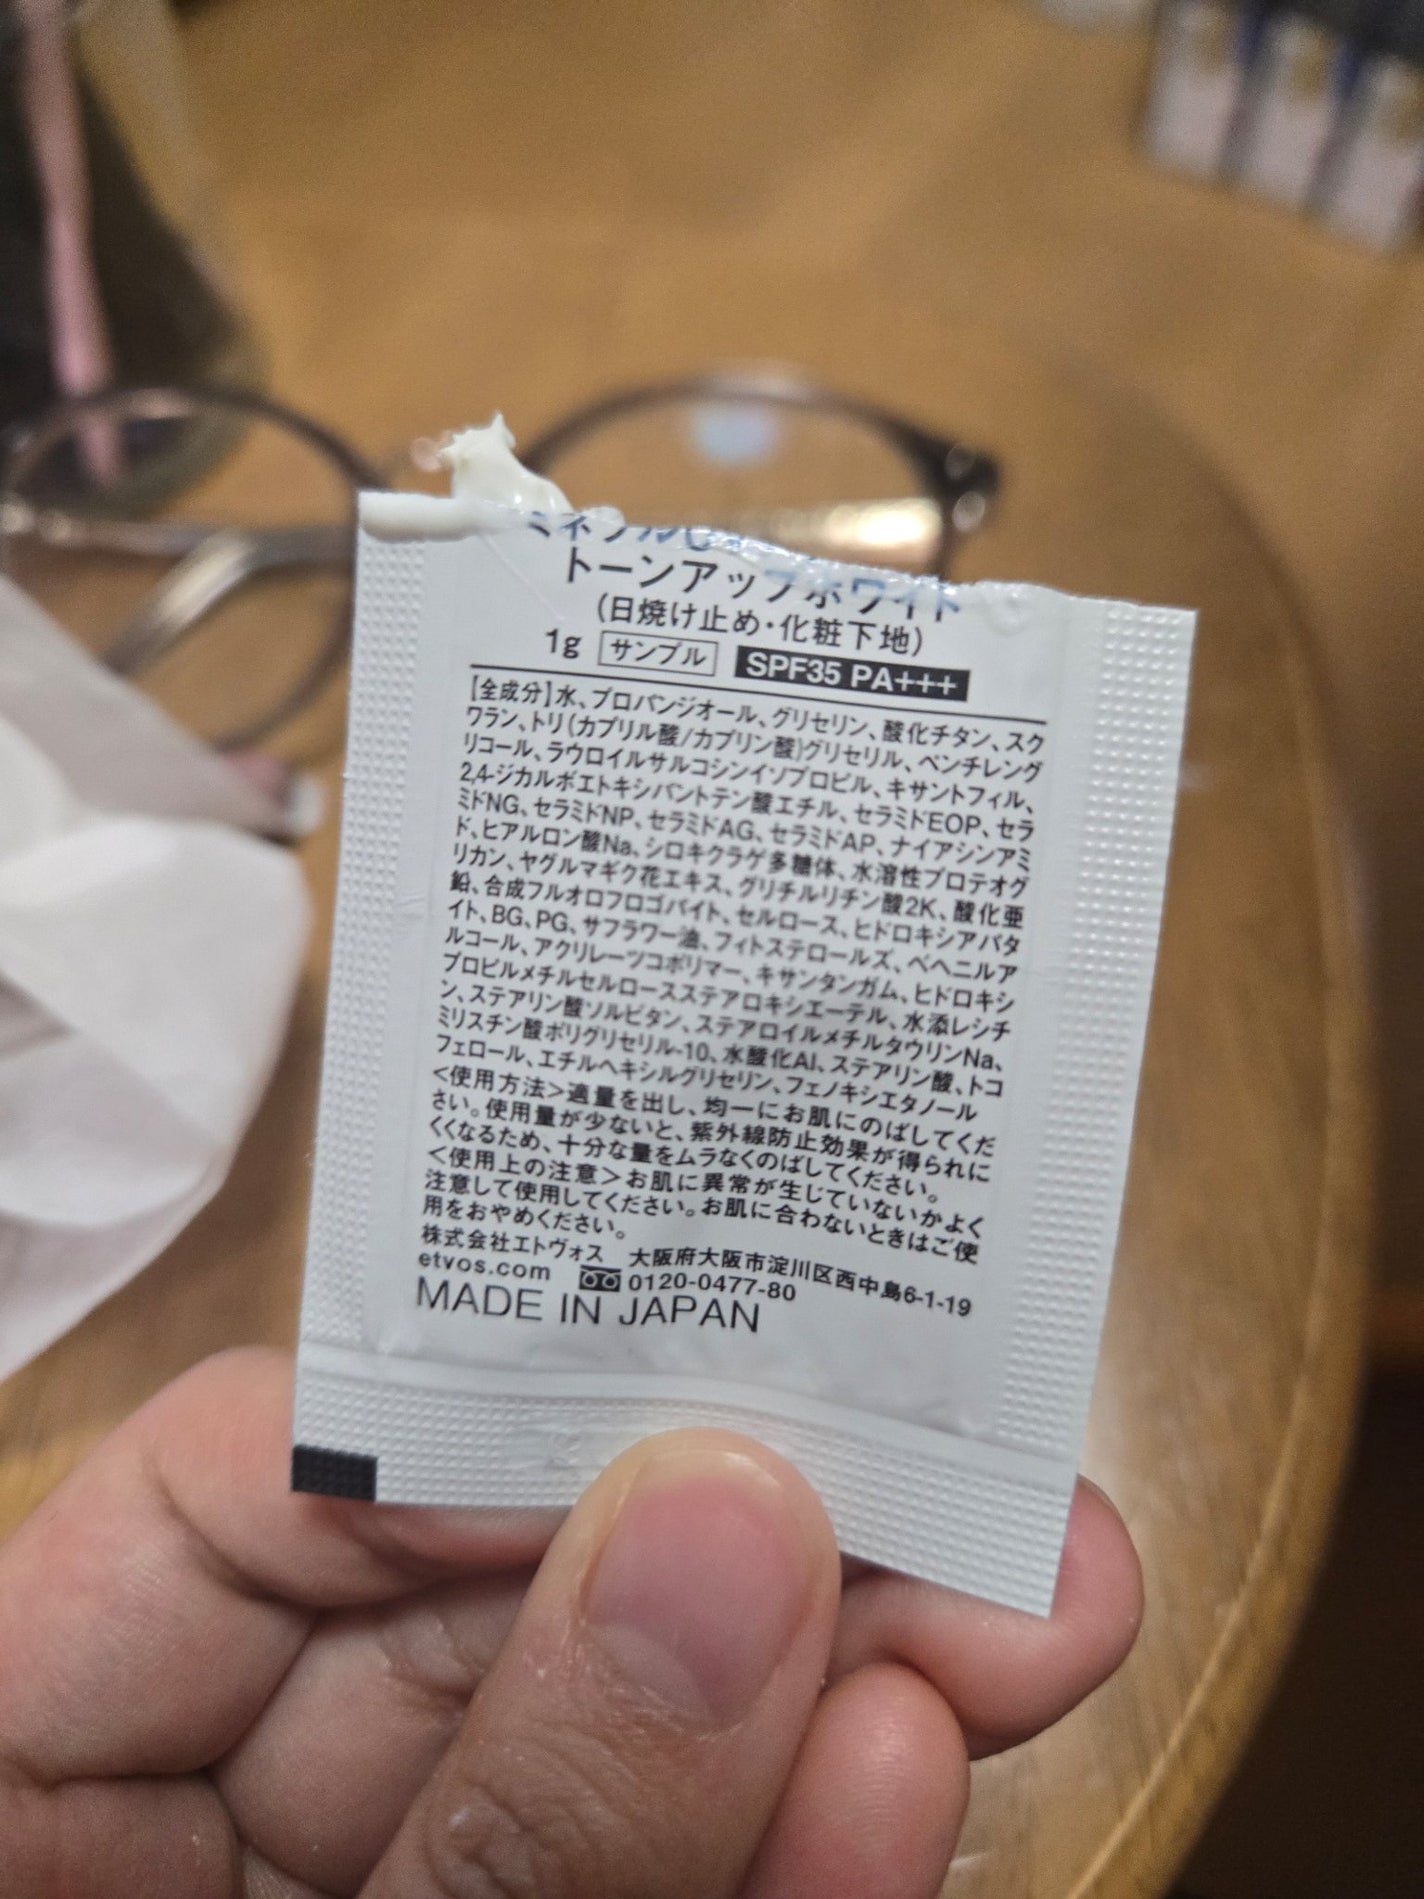 トーンアップホワイト
(日焼け止め・化粧下地)
1g サンプル SPF35 PA+++
【全成分】水、プロパンジオール、グリセリン、酸化チタン、スク
ワラン、トリ(カプリル酸/カプリン酸)グリセリル、ペンチレング
リコール、ラウロイルサルコシンイソプロピル、キサントフィル、
2,4-ジカルボエトキシパントテン酸エチル、セラミドEOP、セラ
ミドNG、セラミドNP、セラミドAG、セラミドAP、ナイアシンアミ
ド、ヒアルロン酸Na、シロキクラゲ多糖体、水溶性プロテオグ
リカン、ヤグルマギク花エキス、グリチルリチン酸2K、酸化亜
鉛、合成フルオロフロゴパイト、セルロース、ヒドロキシアパタ
イト、BG、PG、サフラワー油、フィトステロールズ、ベヘニルア
ルコール、アクリレーツコポリマー、キサンタンガム、ヒドロキシ
プロピルメチルセルロースステアロキシエーテル、水添レシチ
ン、ステアリン酸ソルビタン、ステアロイルメチルタウリンNa、
ミリスチン酸ポリグリセリル-10、水酸化Al、ステアリン酸、トコ
フェロール、エチルヘキシルグリセリン、フェノキシエタノール
<使用方法>適量を出し、均一にお肌にのばしてくだ
さい。使用量が少ないと、紫外線防止効果が得られに
くくなるため、十分な量をムラなくのばしてください。
<使用上の注意>お肌に異常が生じていないかよく
注意して使用してください。お肌に合わないときはご使
用をおやめください。
株式会社エトヴォス 大阪府大阪市淀川区西中島6-1-19
etvos.com 0120-0477-80
MADE IN JAPAN